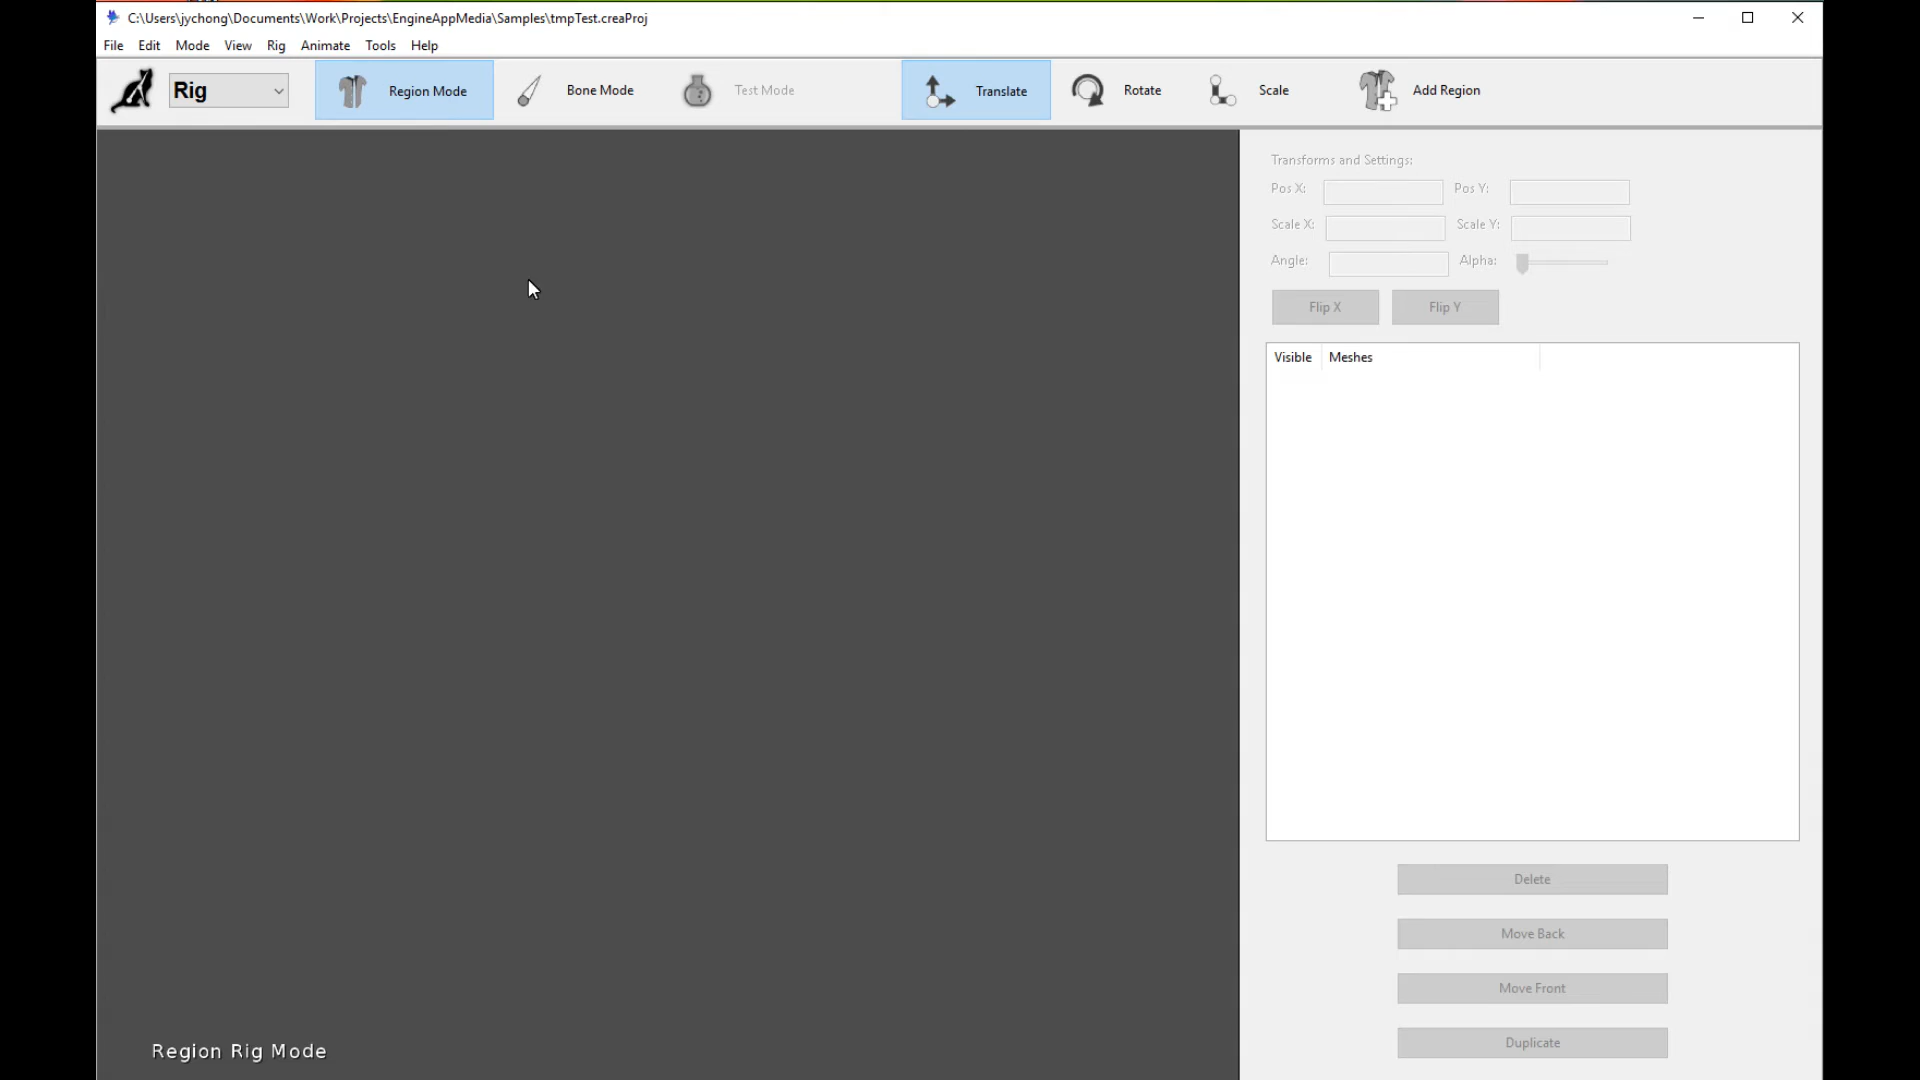 C:\Users\jychong\Documents\Work\Projects\EngineAppMedia\Samples\tmpTest.creaProj
File Edit Mode View Rig Animate Tools Help
Rig Region Mode Bone Mode Test Mode Translate Rotate Scale Add Region
Transforms and Settings:
Pos X: Pos Y:
Scale X: Scale Y:
Angle: Alpha:
Flip X Flip Y
Visible Meshes
Delete
Move Back
Move Front
Duplicate
Region Rig Mode